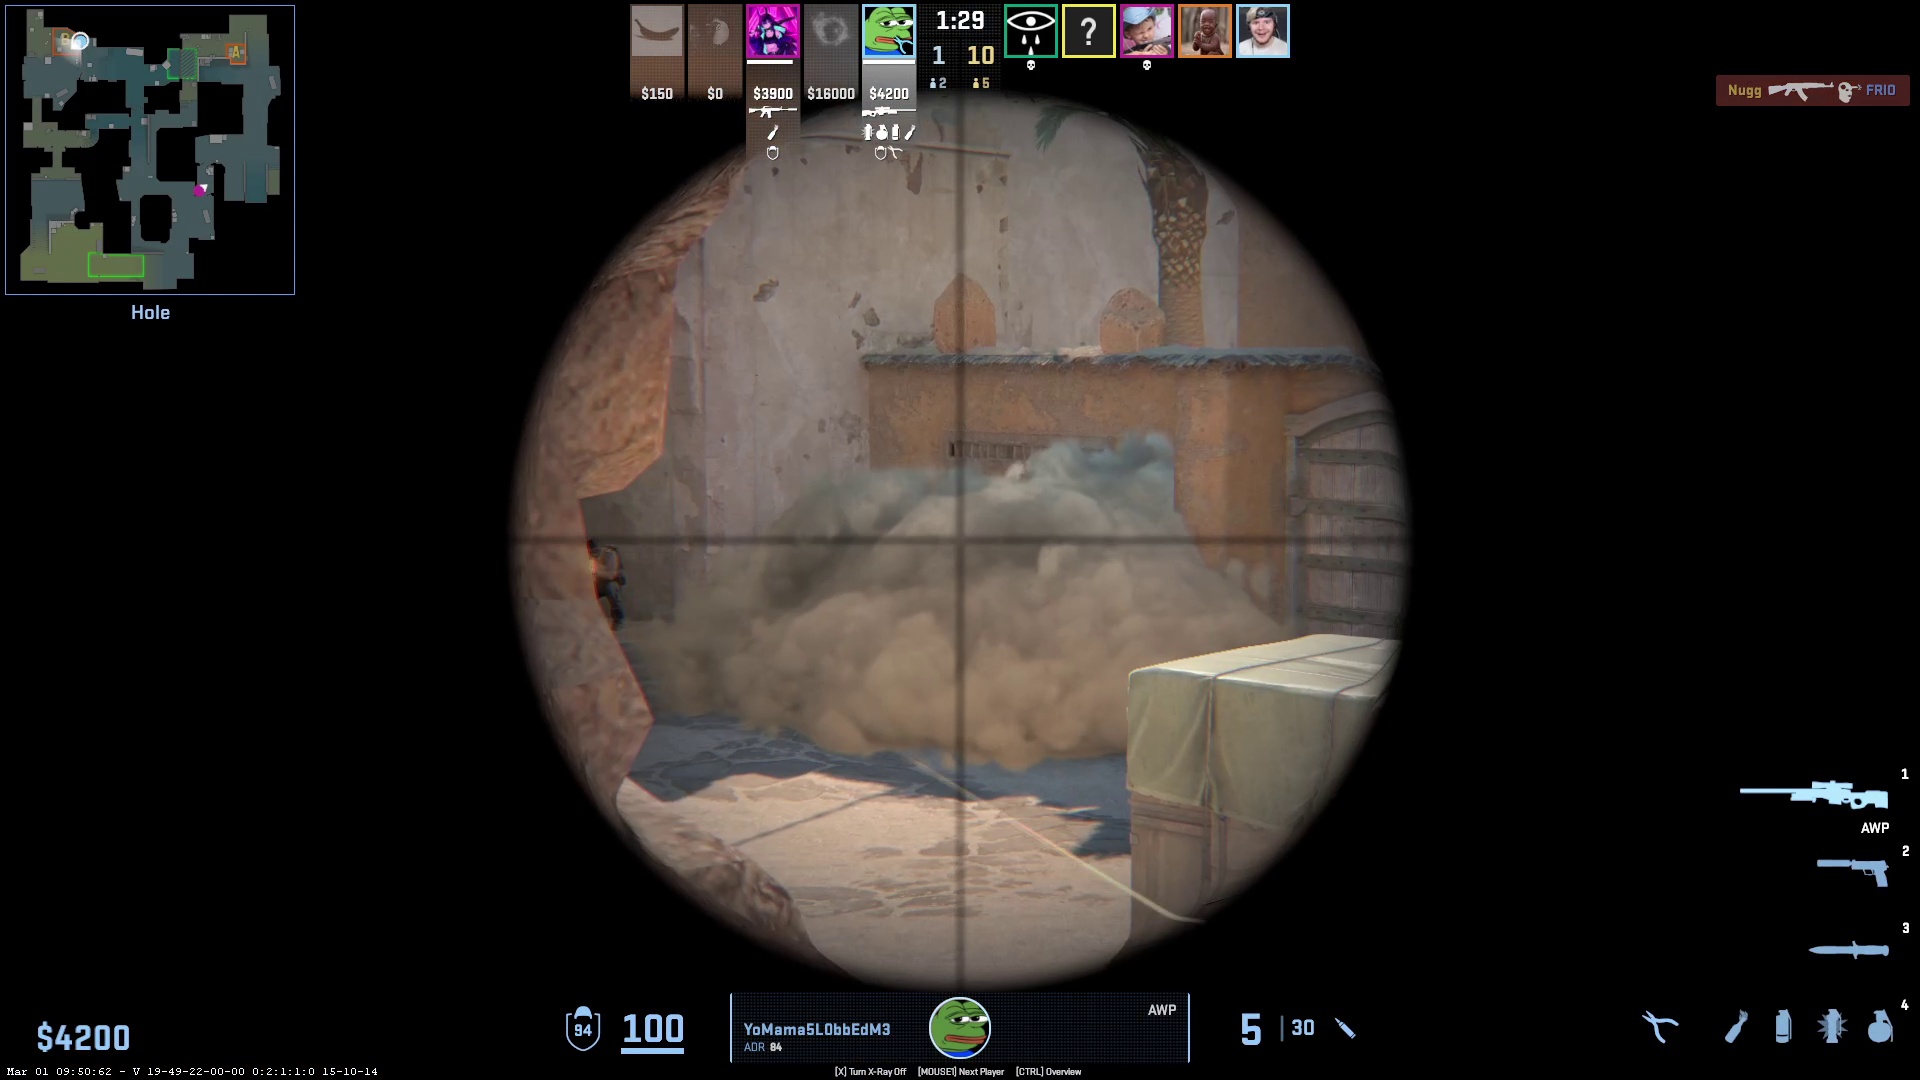 B
A
Hole
$150
$0
$3900
$16000
$4200
1:29
1 10
2 5
?
Nugg FRIO
1
AWP
2
3
4
$4200
94
100
YoMama5L0bbEdM3
ADR 84
AWP
5 | 30
[X] Turn X-Ray Off [MOUSE1] Next Player [CTRL] Overview
Mar 01 09:50:62 - V 19-49-22-00-00 0:2:1:1:0 15-10-14